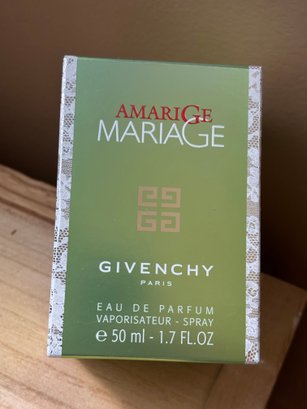 AMARIGE
MARIAGE
GIVENCHY
PARIS
EAU DE PARFUM
VAPORISATEUR - SPRAY
℮ 50 ml - 1.7 FL.OZ